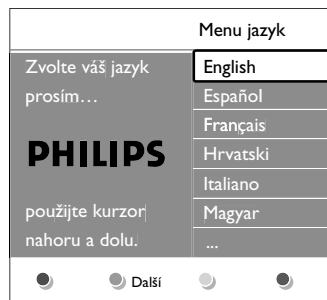 Menu jazyk
Zvolte váš jazyk
prosím…
PHILIPS
použijte kurzor
nahoru a dolu.
English
Español
Français
Hrvatski
Italiano
Magyar
...
Další